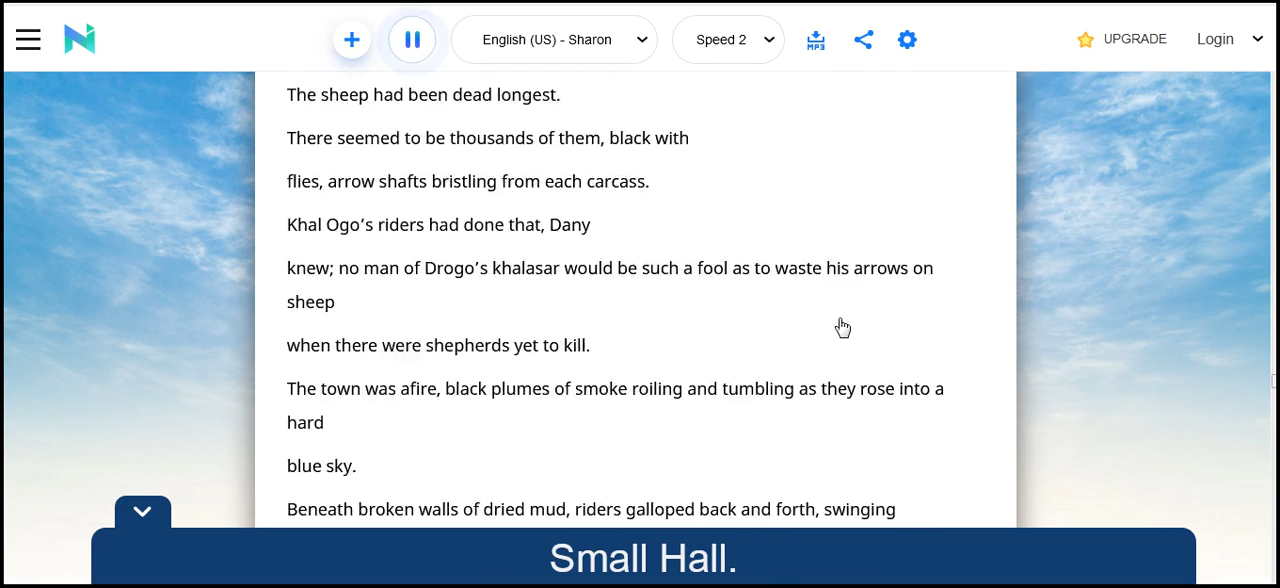 English (US) - Sharon
Speed 2
MP3
UPGRADE
Login
The sheep had been dead longest.
There seemed to be thousands of them, black with
flies, arrow shafts bristling from each carcass.
Khal Ogo‘s riders had done that, Dany
knew; no man of Drogo’s khalasar would be such a fool as to waste his arrows on
sheep
when there were shepherds yet to kill.
The town was afire, black plumes of smoke roiling and tumbling as they rose into a
hard
blue sky.
Beneath broken walls of dried mud, riders galloped back and forth, swinging
Small Hall.